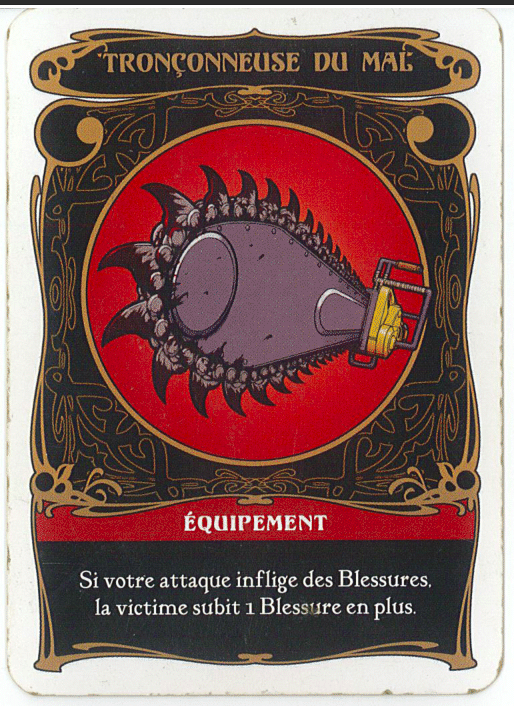 TRONÇONNEUSE DU MAL
ÉQUIPEMENT
Si votre attaque inflige des Blessures,
la victime subit 1 Blessure en plus.